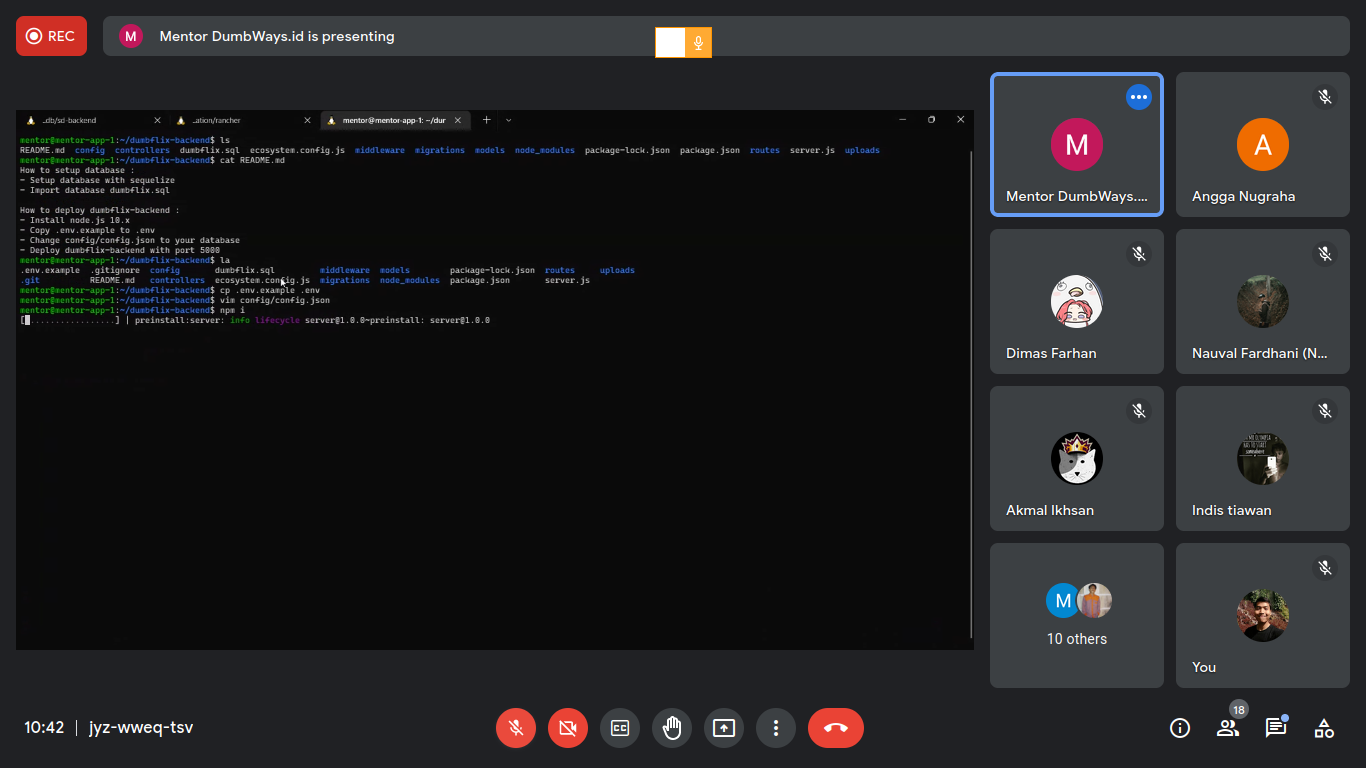 REC
M
Mentor DumbWays.id is presenting
..db/sd-backend
..ation/rancher
mentor@mentor-app-1: ~/dur
mentor@mentor-app-1:~/dumbflix-backend$ ls
README.md config controllers dumbflix.sql ecosystem.config.js middleware migrations models node_modules package-lock.json package.json routes server.js uploads
mentor@mentor-app-1:~/dumbflix-backend$ cat README.md
How to setup database :
- Setup database with sequelize
- Import database dumbflix.sql
How to deploy dumbflix-backend :
- Install node.js 10.x
- Copy .env.example to .env
- Change config/config.json to your database
- Deploy dumbflix-backend with port 5000
mentor@mentor-app-1:~/dumbflix-backend$ la
.env.example .gitignore config dumbflix.sql middleware models package-lock.json routes uploads
.git README.md controllers ecosystem.config.js migrations node_modules package.json server.js
mentor@mentor-app-1:~/dumbflix-backend$ cp .env.example .env
mentor@mentor-app-1:~/dumbflix-backend$ vim config/config.json
mentor@mentor-app-1:~/dumbflix-backend$ npm i
[ .................] | preinstall:server: info lifecycle server@1.0.0~preinstall: server@1.0.0
M
Mentor DumbWays....
A
Angga Nugraha
Dimas Farhan
Nauval Fardhani (N...
Akmal Ikhsan
Indis tiawan
M
10 others
You
10:42 | jyz-wweq-tsv
CC
18